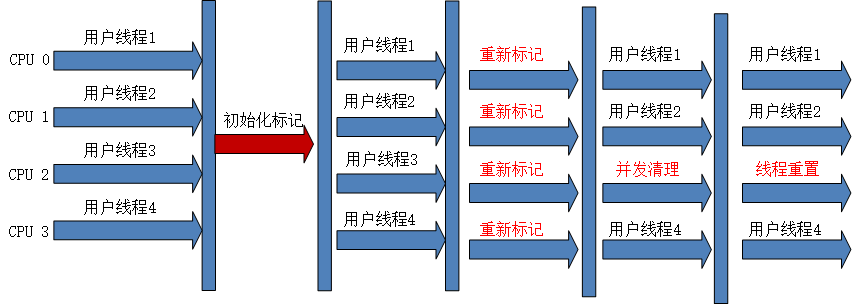 用户线程1
用户线程1
重新标记
用户线程1
用户线程1
CPU 0
用户线程2
用户线程2
重新标记
用户线程2
用户线程2
CPU 1
初始化标记
用户线程3
用户线程3
重新标记
并发清理
线程重置
CPU 2
用户线程4
用户线程4
重新标记
用户线程4
用户线程4
CPU 3